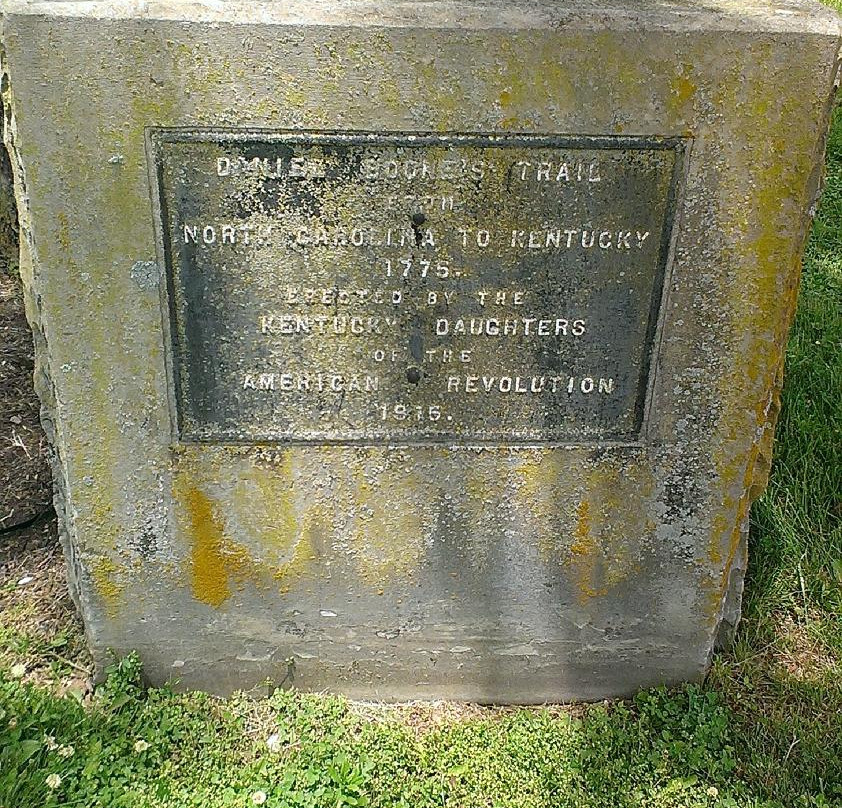 DANIEL BOONE'S TRAIL
FROM
NORTH CAROLINA TO KENTUCKY
1775.
ERECTED BY THE
KENTUCKY DAUGHTERS
OF THE
AMERICAN REVOLUTION
1915.